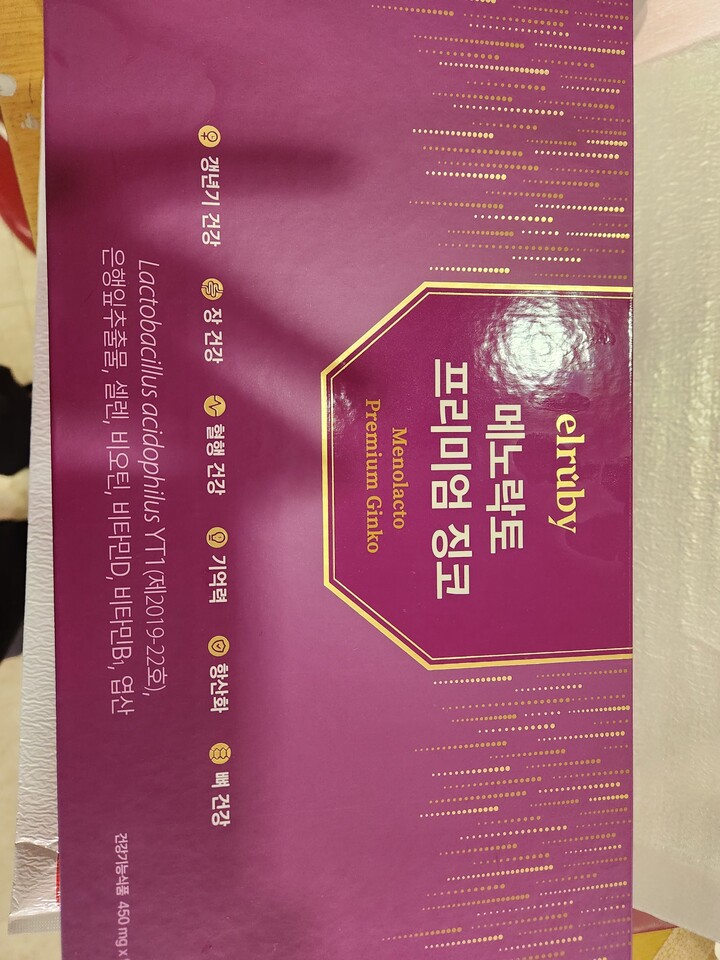 elruby
메노락토
프리미엄 징코
Menolacto
Premium Ginko
갱년기 건강 장 건강 혈행 건강 기억력 항산화 뼈 건강
Lactobacillus acidophilus YT1 (제2019-22호),
은행잎추출물, 셀렌, 비오틴, 비타민D, 비타민B₁, 엽산
건강기능식품 450 mg x